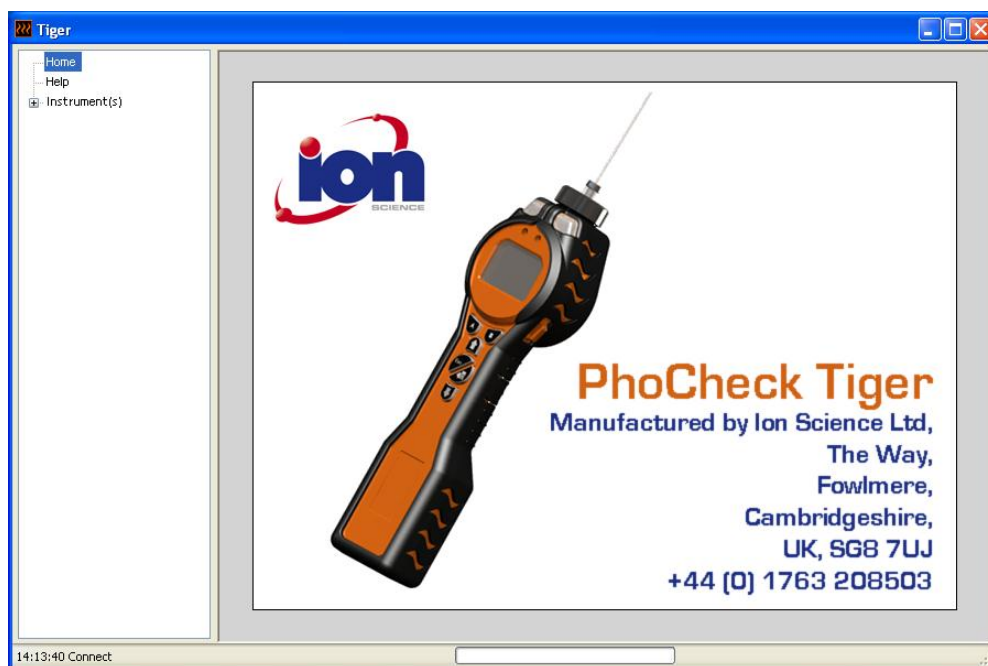 Tiger
Home
Help
Instrument(s)
ion
SCIENCE
PhoCheck Tiger
Manufactured by Ion Science Ltd,
The Way,
Fowlmere,
Cambridgeshire,
UK, SG8 7UJ
+44 (0) 1763 208503
14:13:40 Connect